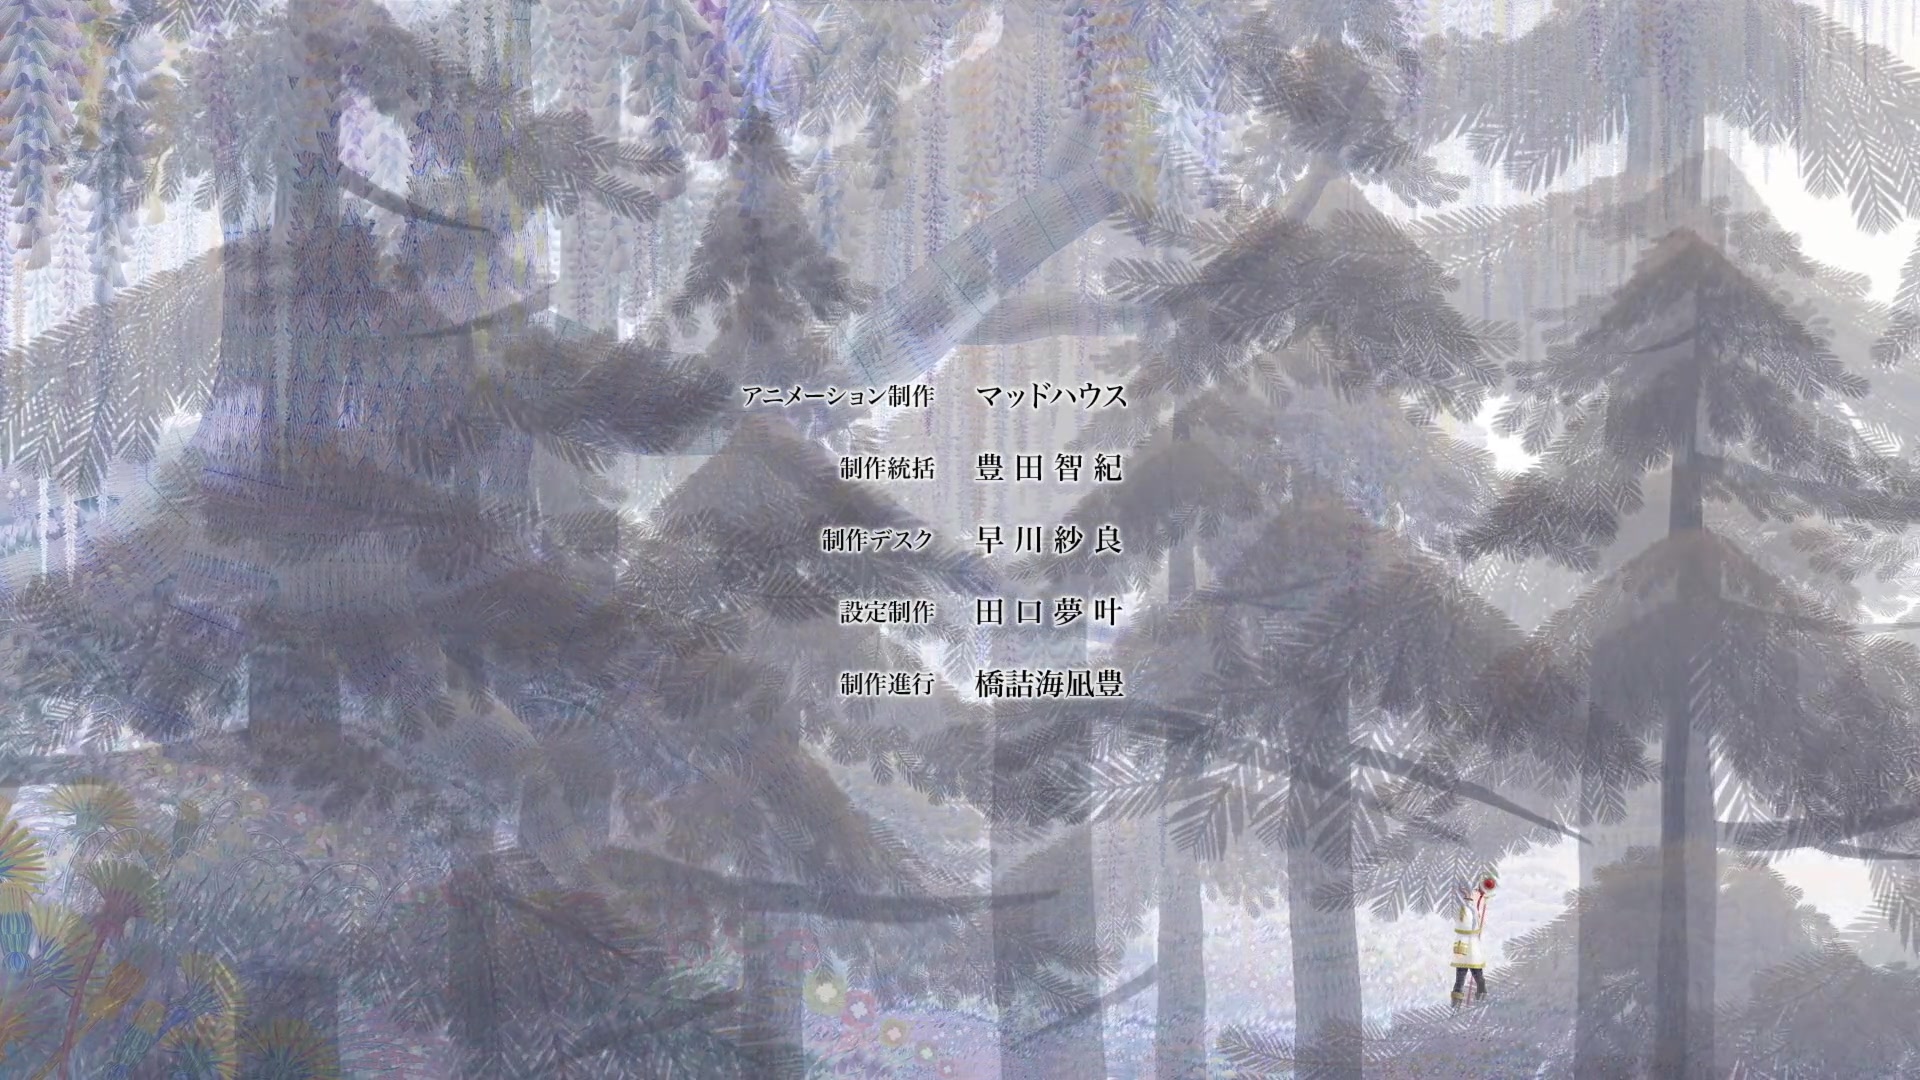 アニメーション制作 マッドハウス
制作統括 豊田智紀
制作デスク 早川紗良
設定制作 田口夢叶
制作進行 橋詰海凪豊